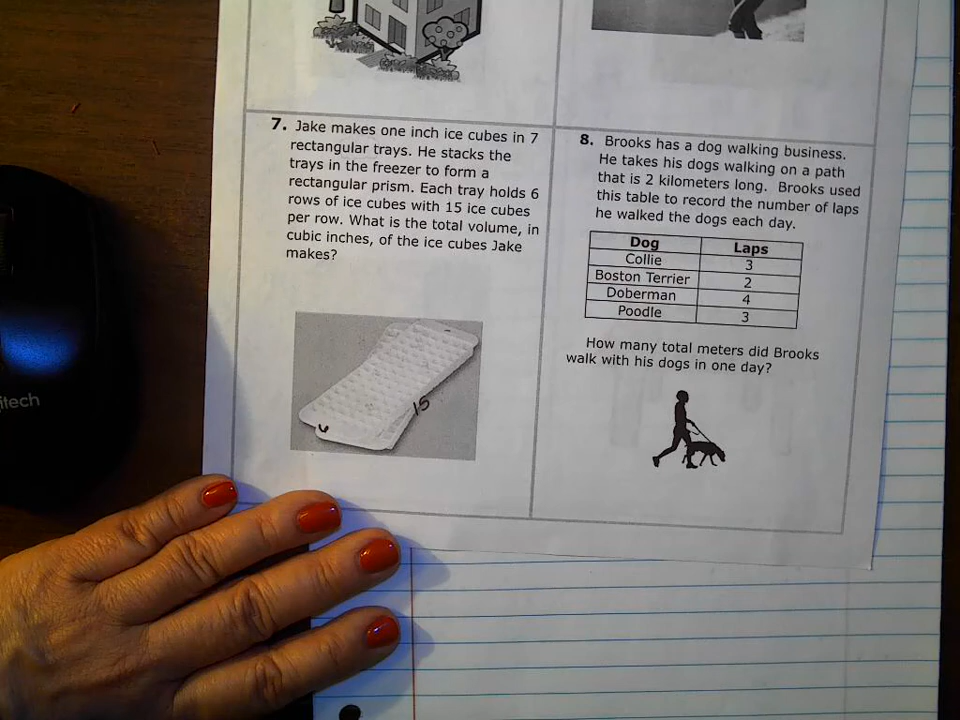 7. Jake makes one inch ice cubes in 7
rectangular trays. He stacks the
trays in the freezer to form a
rectangular prism. Each tray holds 6
rows of ice cubes with 15 ice cubes
per row. What is the total volume, in
cubic inches, of the ice cubes Jake
makes?
6
15
8. Brooks has a dog walking business.
He takes his dogs walking on a path
that is 2 kilometers long. Brooks used
this table to record the number of laps
he walked the dogs each day.
Dog Laps
Collie 3
Boston Terrier 2
Doberman 4
Poodle 3
How many total meters did Brooks
walk with his dogs in one day?
itech